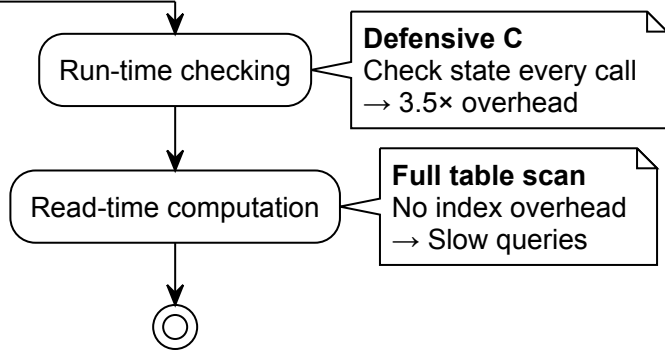 Run-time checking
Defensive C
Check state every call
→ 3.5× overhead
Read-time computation
Full table scan
No index overhead
→ Slow queries